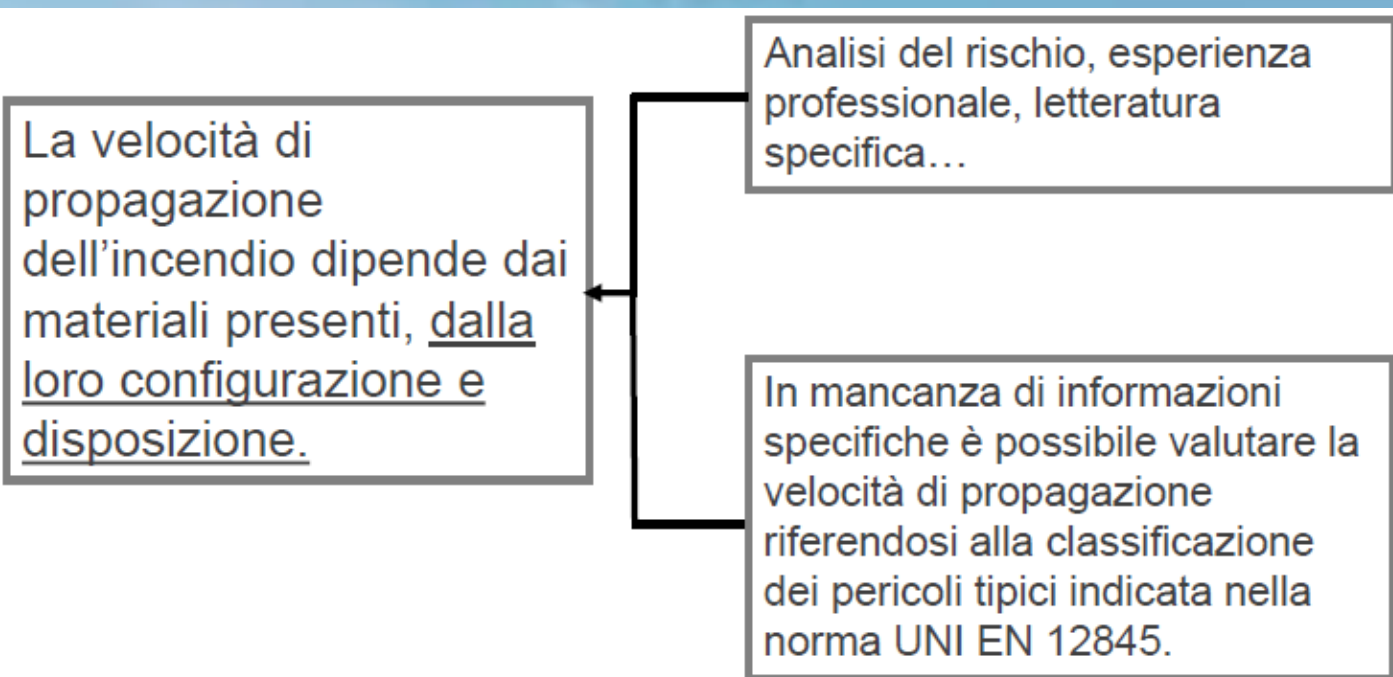 La velocità di
propagazione
dell’incendio dipende dai
materiali presenti, dalla
loro configurazione e
disposizione.
Analisi del rischio, esperienza
professionale, letteratura
specifica…
In mancanza di informazioni
specifiche è possibile valutare la
velocità di propagazione
riferendosi alla classificazione
dei pericoli tipici indicata nella
norma UNI EN 12845.